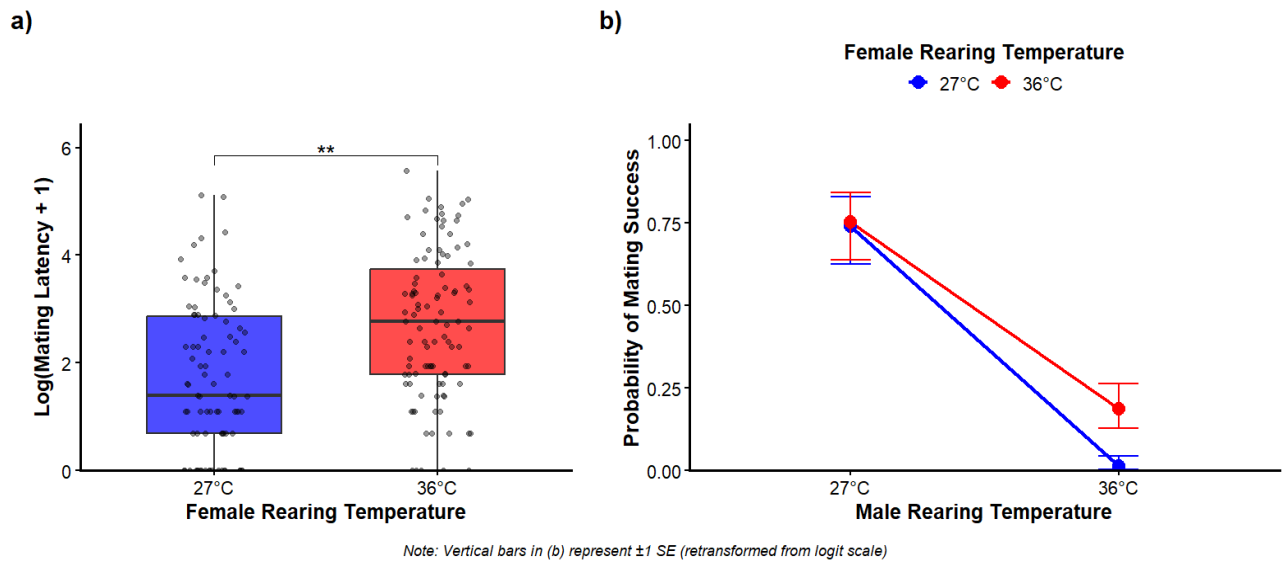 a)
Log(Mating Latency + 1)
6
4
2
0
**
27°C
36°C
Female Rearing Temperature
b)
Female Rearing Temperature
27°C 36°C
Probability of Mating Success
1.00
0.75
0.50
0.25
0.00
27°C
36°C
Male Rearing Temperature
Note: Vertical bars in (b) represent ±1 SE (retransformed from logit scale)